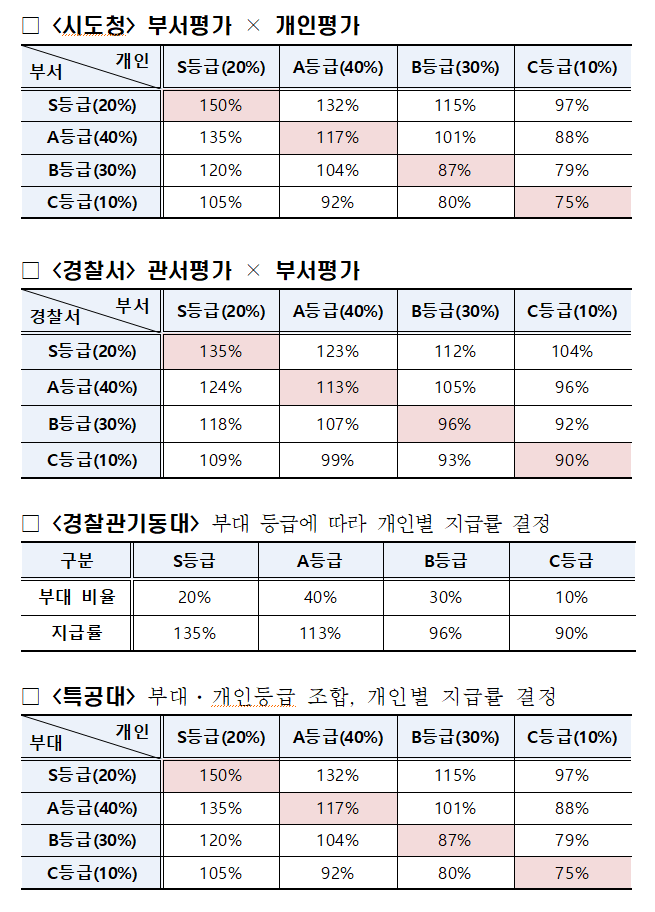 □ <시도청> 부서평가 × 개인평가
개인
부서 S등급(20%) A등급(40%) B등급(30%) C등급(10%)
S등급(20%) 150% 132% 115% 97%
A등급(40%) 135% 117% 101% 88%
B등급(30%) 120% 104% 87% 79%
C등급(10%) 105% 92% 80% 75%
□ <경찰서> 관서평가 × 부서평가
부서
경찰서 S등급(20%) A등급(40%) B등급(30%) C등급(10%)
S등급(20%) 135% 123% 112% 104%
A등급(40%) 124% 113% 105% 96%
B등급(30%) 118% 107% 96% 92%
C등급(10%) 109% 99% 93% 90%
□ <경찰관기동대> 부대 등급에 따라 개인별 지급률 결정
구분 S등급 A등급 B등급 C등급
부대 비율 20% 40% 30% 10%
지급률 135% 113% 96% 90%
□ <특공대> 부대·개인등급 조합, 개인별 지급률 결정
개인
부대 S등급(20%) A등급(40%) B등급(30%) C등급(10%)
S등급(20%) 150% 132% 115% 97%
A등급(40%) 135% 117% 101% 88%
B등급(30%) 120% 104% 87% 79%
C등급(10%) 105% 92% 80% 75%